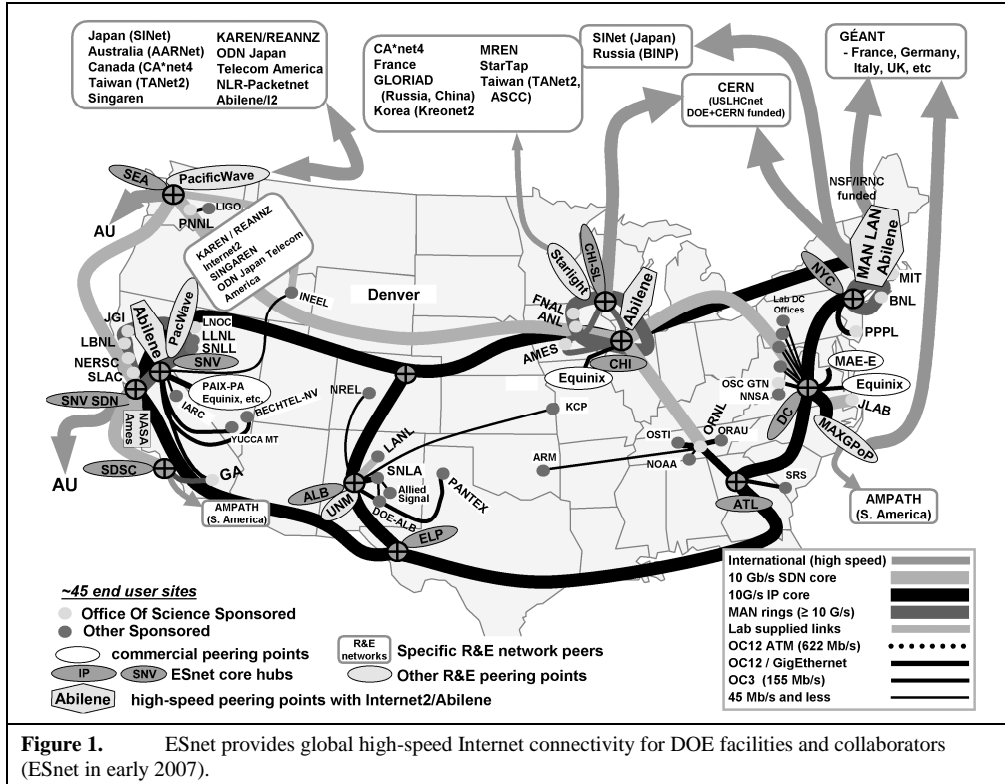 Japan (SINet)
Australia (AARNet)
Canada (CA*net4
Taiwan (TANet2)
Singaren
KAREN/REANNZ
ODN Japan
Telecom America
NLR-Packetnet
Abilene/I2
CA*net4
France
GLORIAD
(Russia, China)
Korea (Kreonet2
MREN
StarTap
Taiwan (TANet2,
ASCC)
SINet (Japan)
Russia (BINP)
CERN
(USLHCnet
DOE+CERN funded)
GÉANT
- France, Germany,
Italy, UK, etc
NSF/IRNC
funded
SEA
PacificWave
AU
PNNL
LIGO
KAREN / REANNZ
Internet2
SINGAREN
ODN Japan Telecom
America
INEEL
Denver
Starlight
CHI-SL
Abilene
FNAL
ANL
AMES
CHI
Equinix
NYC
MAN LAN
Abilene
MIT
BNL
PPPL
Lab DC
Offices
MAE-E
Equinix
OSC GTN
NNSA
JLAB
DC
MAXGPoP
JGI
LBNL
NERSC
SLAC
Abilene
PacWave
LNOC
LLNL
SNLL
SNV
SNV SDN
PAIX-PA
Equinix, etc.
NASA
Ames
IARC
BECHTEL-NV
YUCCA MT
NREL
KCP
AU
SDSC
GA
AMPATH
(S. America)
LANL
SNLA
Allied
Signal
DOE-ALB
PANTEX
ALB
UNM
ELP
ARM
OSTI
ORNL
ORAU
NOAA
SRS
ATL
AMPATH
(S. America)
~45 end user sites
Office Of Science Sponsored
Other Sponsored
commercial peering points
IP
SNV
ESnet core hubs
Abilene
high-speed peering points with Internet2/Abilene
R&E
networks
Specific R&E network peers
Other R&E peering points
International (high speed)
10 Gb/s SDN core
10G/s IP core
MAN rings (≥ 10 G/s)
Lab supplied links
OC12 ATM (622 Mb/s)
OC12 / GigEthernet
OC3 (155 Mb/s)
45 Mb/s and less
Figure 1. ESnet provides global high-speed Internet connectivity for DOE facilities and collaborators
(ESnet in early 2007).